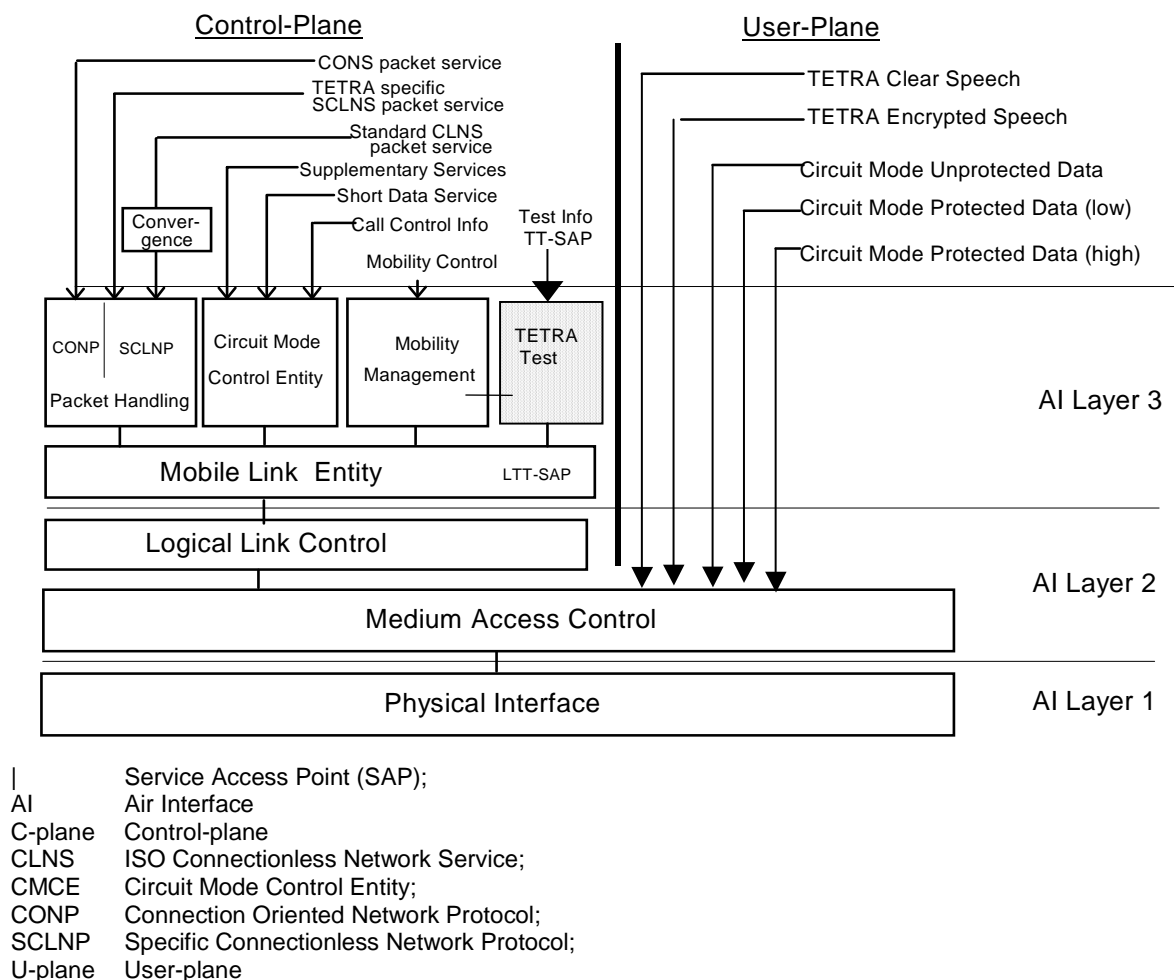 Control-Plane
User-Plane
CONS packet service
TETRA specific
SCLNS packet service
Standard CLNS
packet service
Supplementary Services
Short Data Service
Call Control Info
Mobility Control
Conver-
gence
Test Info
TT-SAP
TETRA Clear Speech
TETRA Encrypted Speech
Circuit Mode Unprotected Data
Circuit Mode Protected Data (low)
Circuit Mode Protected Data (high)
CONP
SCLNP
Packet Handling
Circuit Mode
Control Entity
Mobility
Management
TETRA
Test
AI Layer 3
Mobile Link Entity
LTT-SAP
Logical Link Control
AI Layer 2
Medium Access Control
Physical Interface
AI Layer 1
| Service Access Point (SAP);
AI Air Interface
C-plane Control-plane
CLNS ISO Connectionless Network Service;
CMCE Circuit Mode Control Entity;
CONP Connection Oriented Network Protocol;
SCLNP Specific Connectionless Network Protocol;
U-plane User-plane